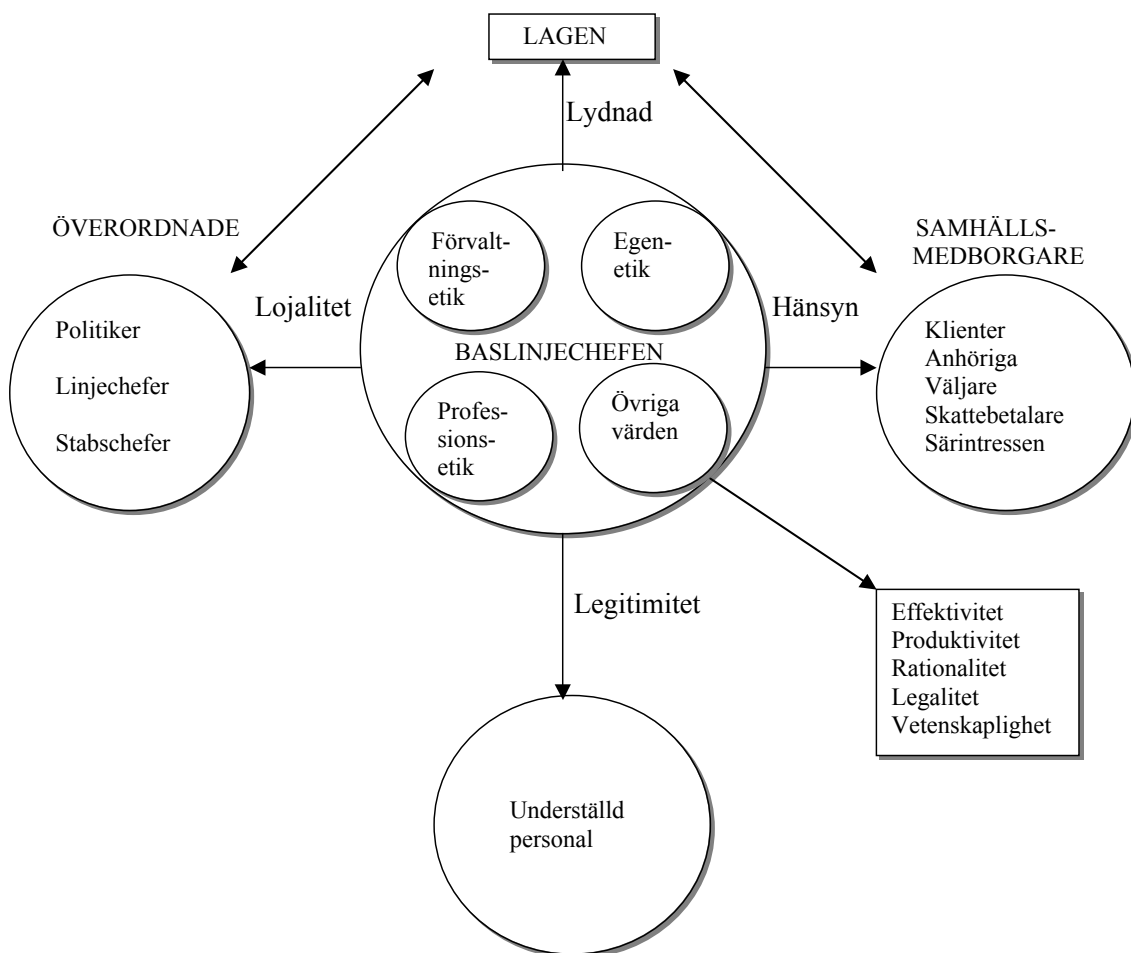 LAGEN
Lydnad
ÖVERORDNADE
Lojalitet
Politiker
Linjechefer
Stabschefer
Förvalt-
nings-
etik
Egen-
etik
BASLINJECHEFEN
Profes-
sions-
etik
Övriga
värden
Hänsyn
SAMHÄLLS-
MEDBORGARE
Klienter
Anhöriga
Väljare
Skattebetalare
Särintressen
Legitimitet
Effektivitet
Produktivitet
Rationalitet
Legalitet
Vetenskaplighet
Underställd
personal